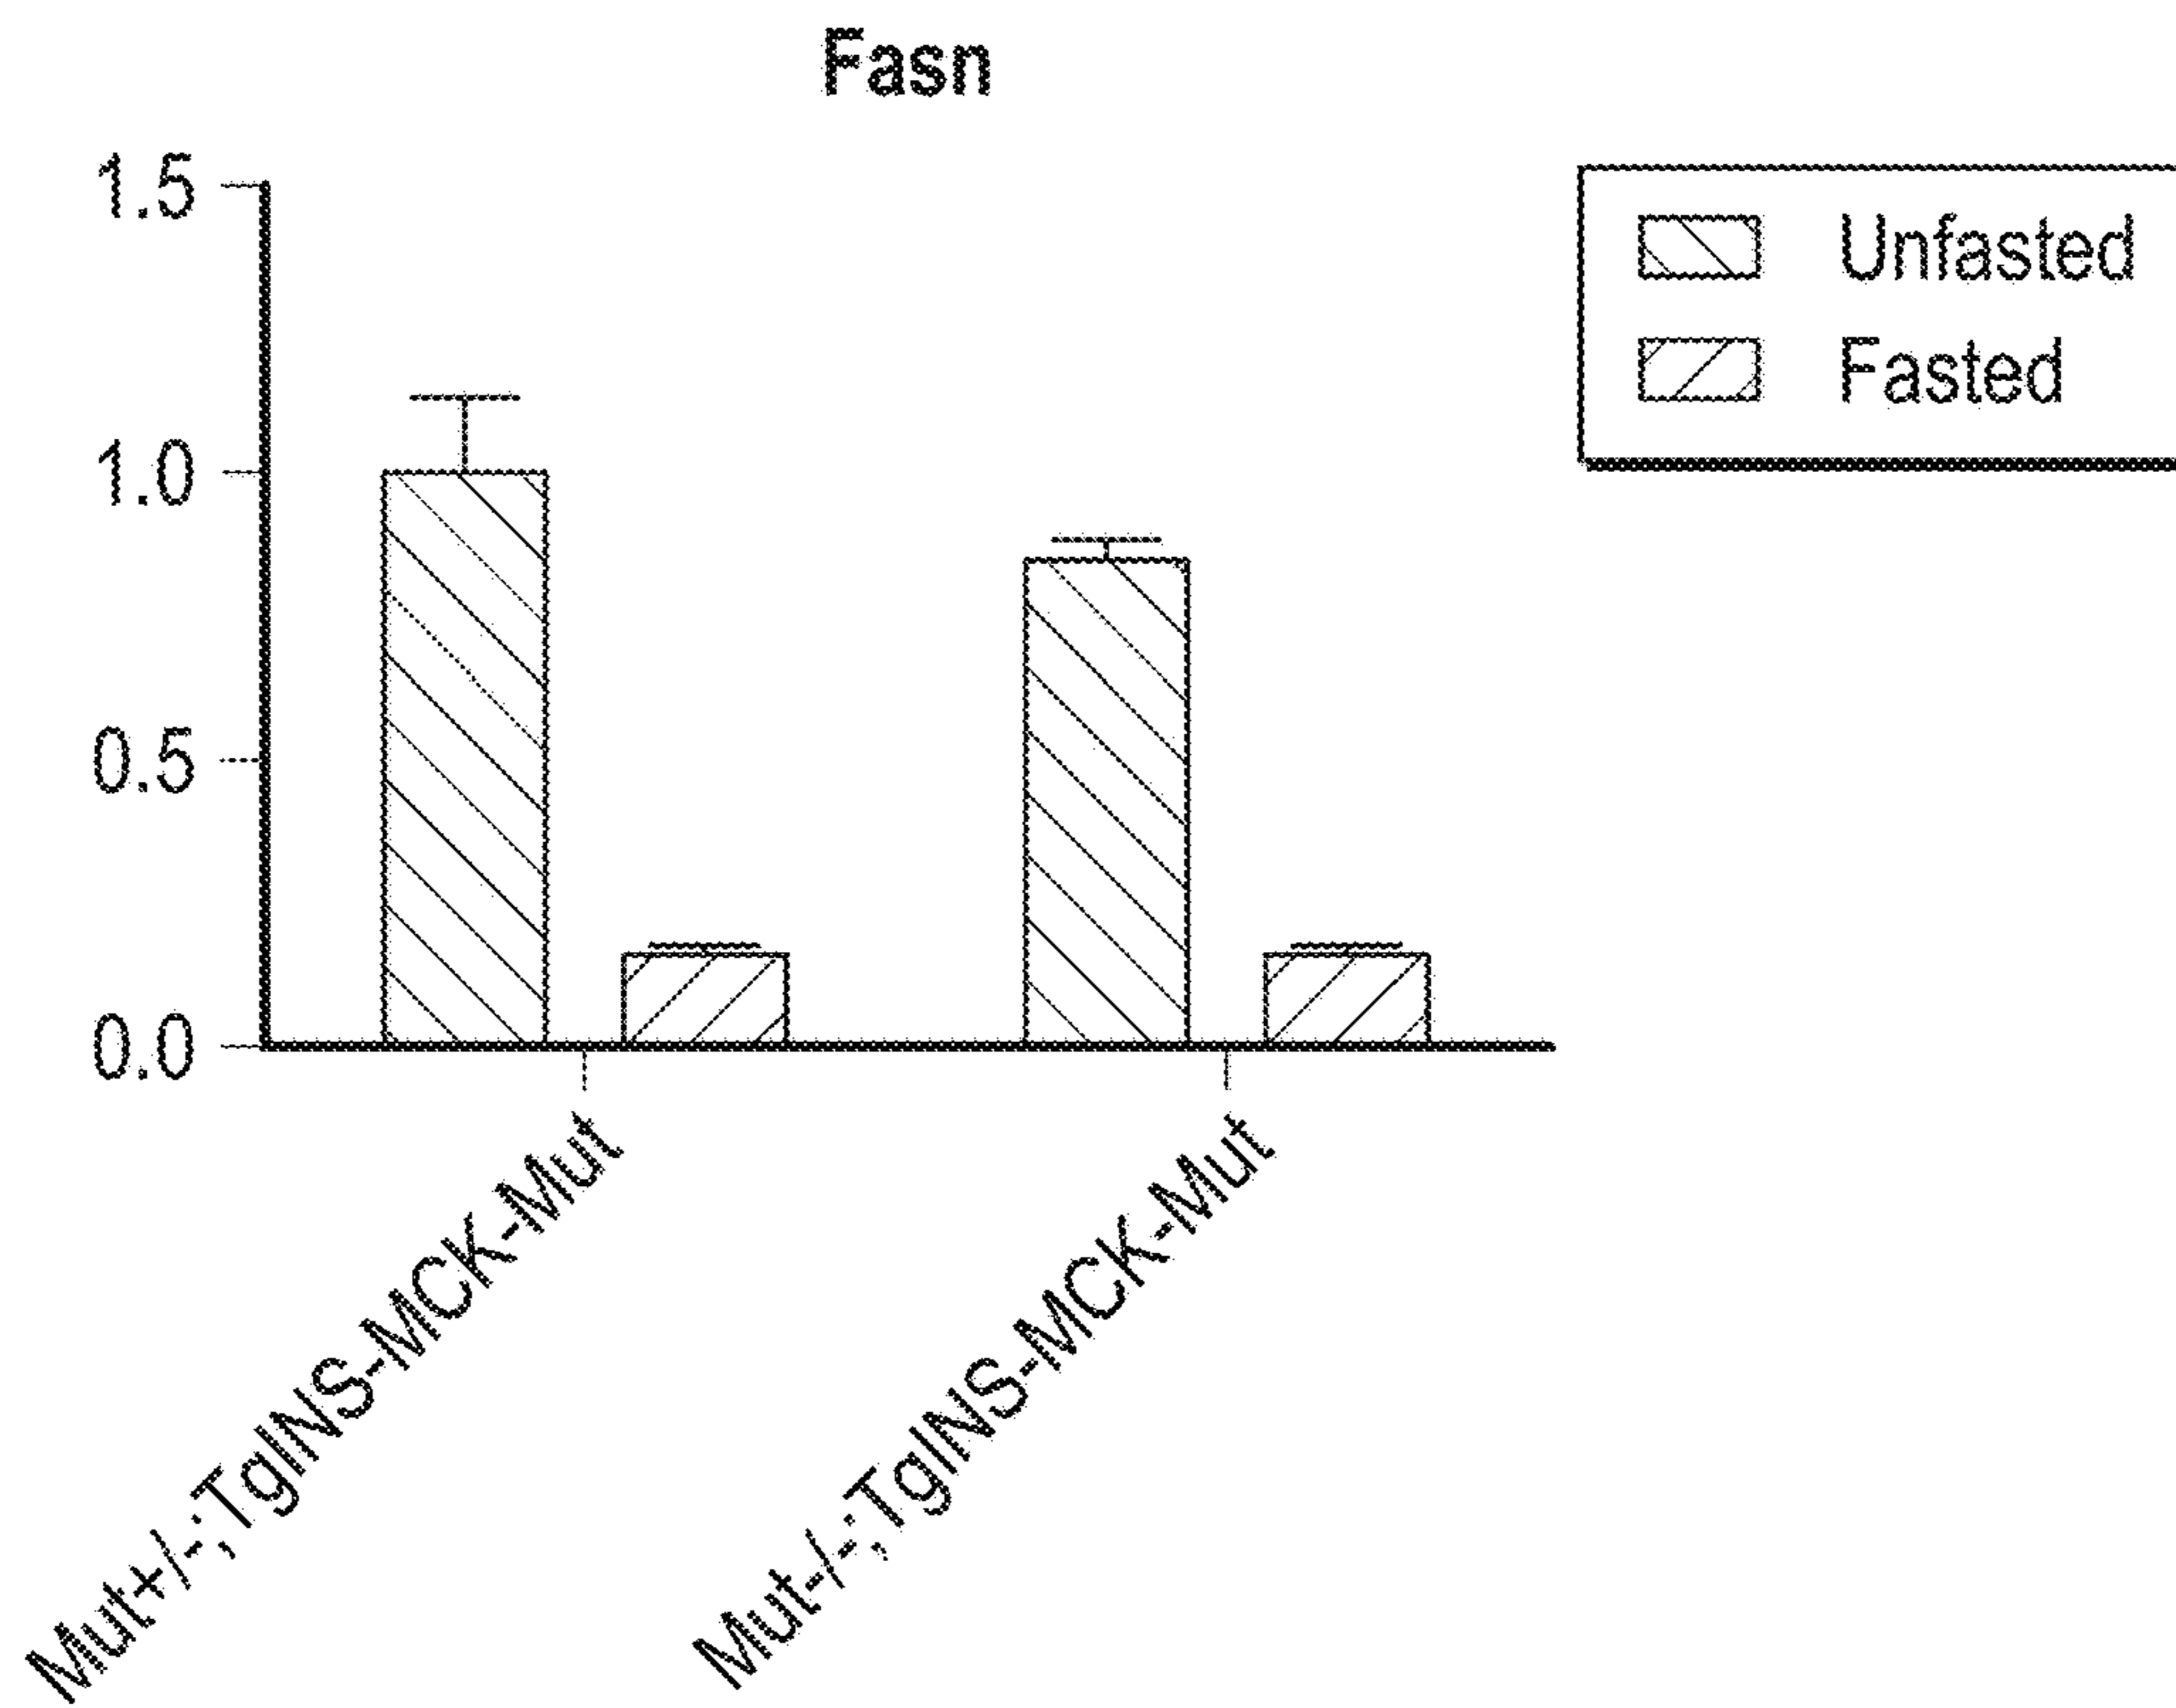 Fasn
1.5
1.0
0.5
0.0
Unfasted
Fasted
Mut+/-;TgINS-MCK-Mut
Mut-/-;TgINS-MCK-Mut